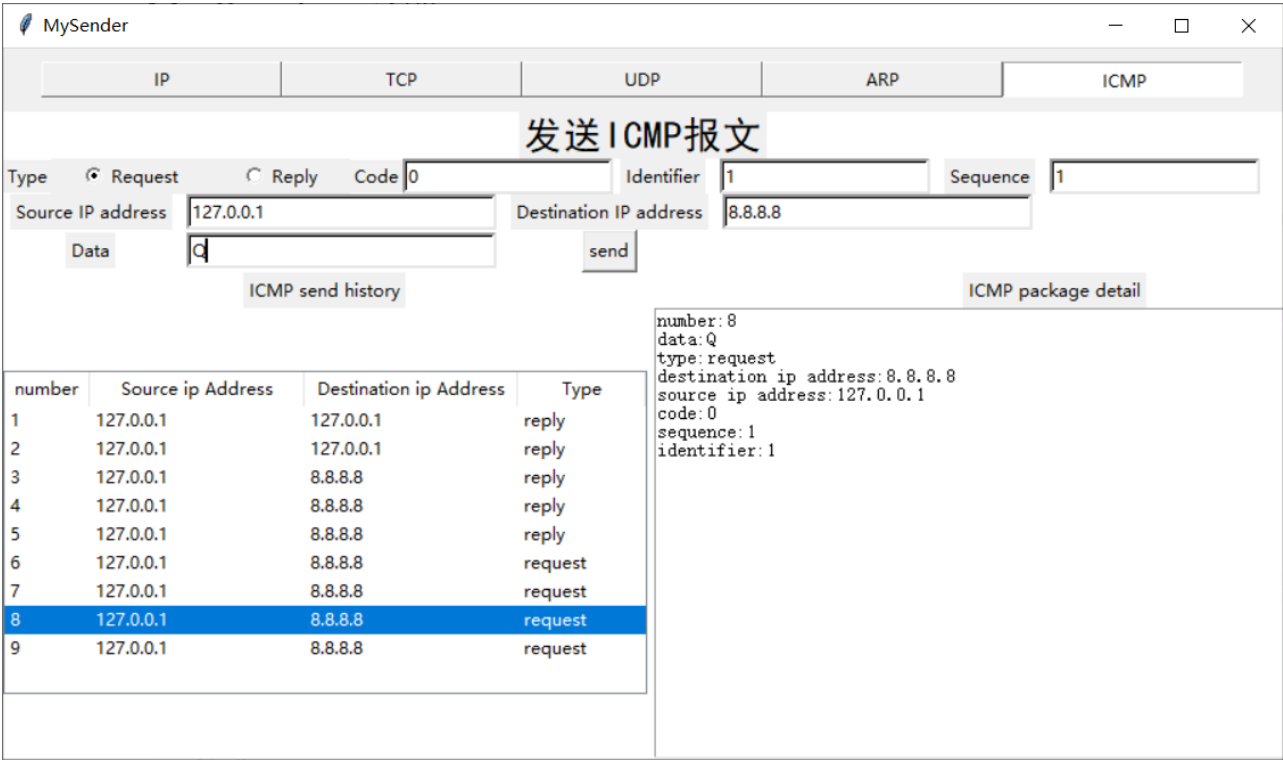 MySender
IP TCP UDP ARP ICMP
发送ICMP报文
Type Request Reply Code 0 Identifier 1 Sequence 1
Source IP address 127.0.0.1 Destination IP address 8.8.8.8
Data Q send
ICMP send history ICMP package detail
number:8
data:Q
type:request
destination ip address:8.8.8.8
source ip address:127.0.0.1
code:0
sequence:1
identifier:1
number Source ip Address Destination ip Address Type
1 127.0.0.1 127.0.0.1 reply
2 127.0.0.1 127.0.0.1 reply
3 127.0.0.1 8.8.8.8 reply
4 127.0.0.1 8.8.8.8 reply
5 127.0.0.1 8.8.8.8 reply
6 127.0.0.1 8.8.8.8 request
7 127.0.0.1 8.8.8.8 request
8 127.0.0.1 8.8.8.8 request
9 127.0.0.1 8.8.8.8 request